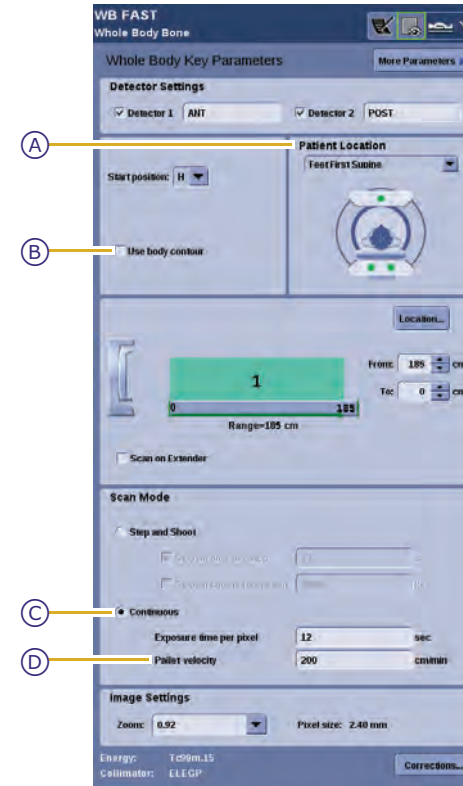 WB FAST
Whole Body Bone
Whole Body Key Parameters
More Parameters
Detector Settings
Detector 1 ANT
Detector 2 POST
A
Patient Location
Feet First Supine
Start position: H
B
Use body contour
Location...
From: 185 cm
To: 0 cm
1
0 185
Range=185 cm
Scan on Extender
Scan Mode
Step and Shoot
C
Continuous
Exposure time per pixel 12 sec
D
Pallet velocity 200 cm/min
Image Settings
Zoom: 0.92
Pixel size: 2.40 mm
Energy: Tc99m.15
Collimator: ELEGP
Corrections...